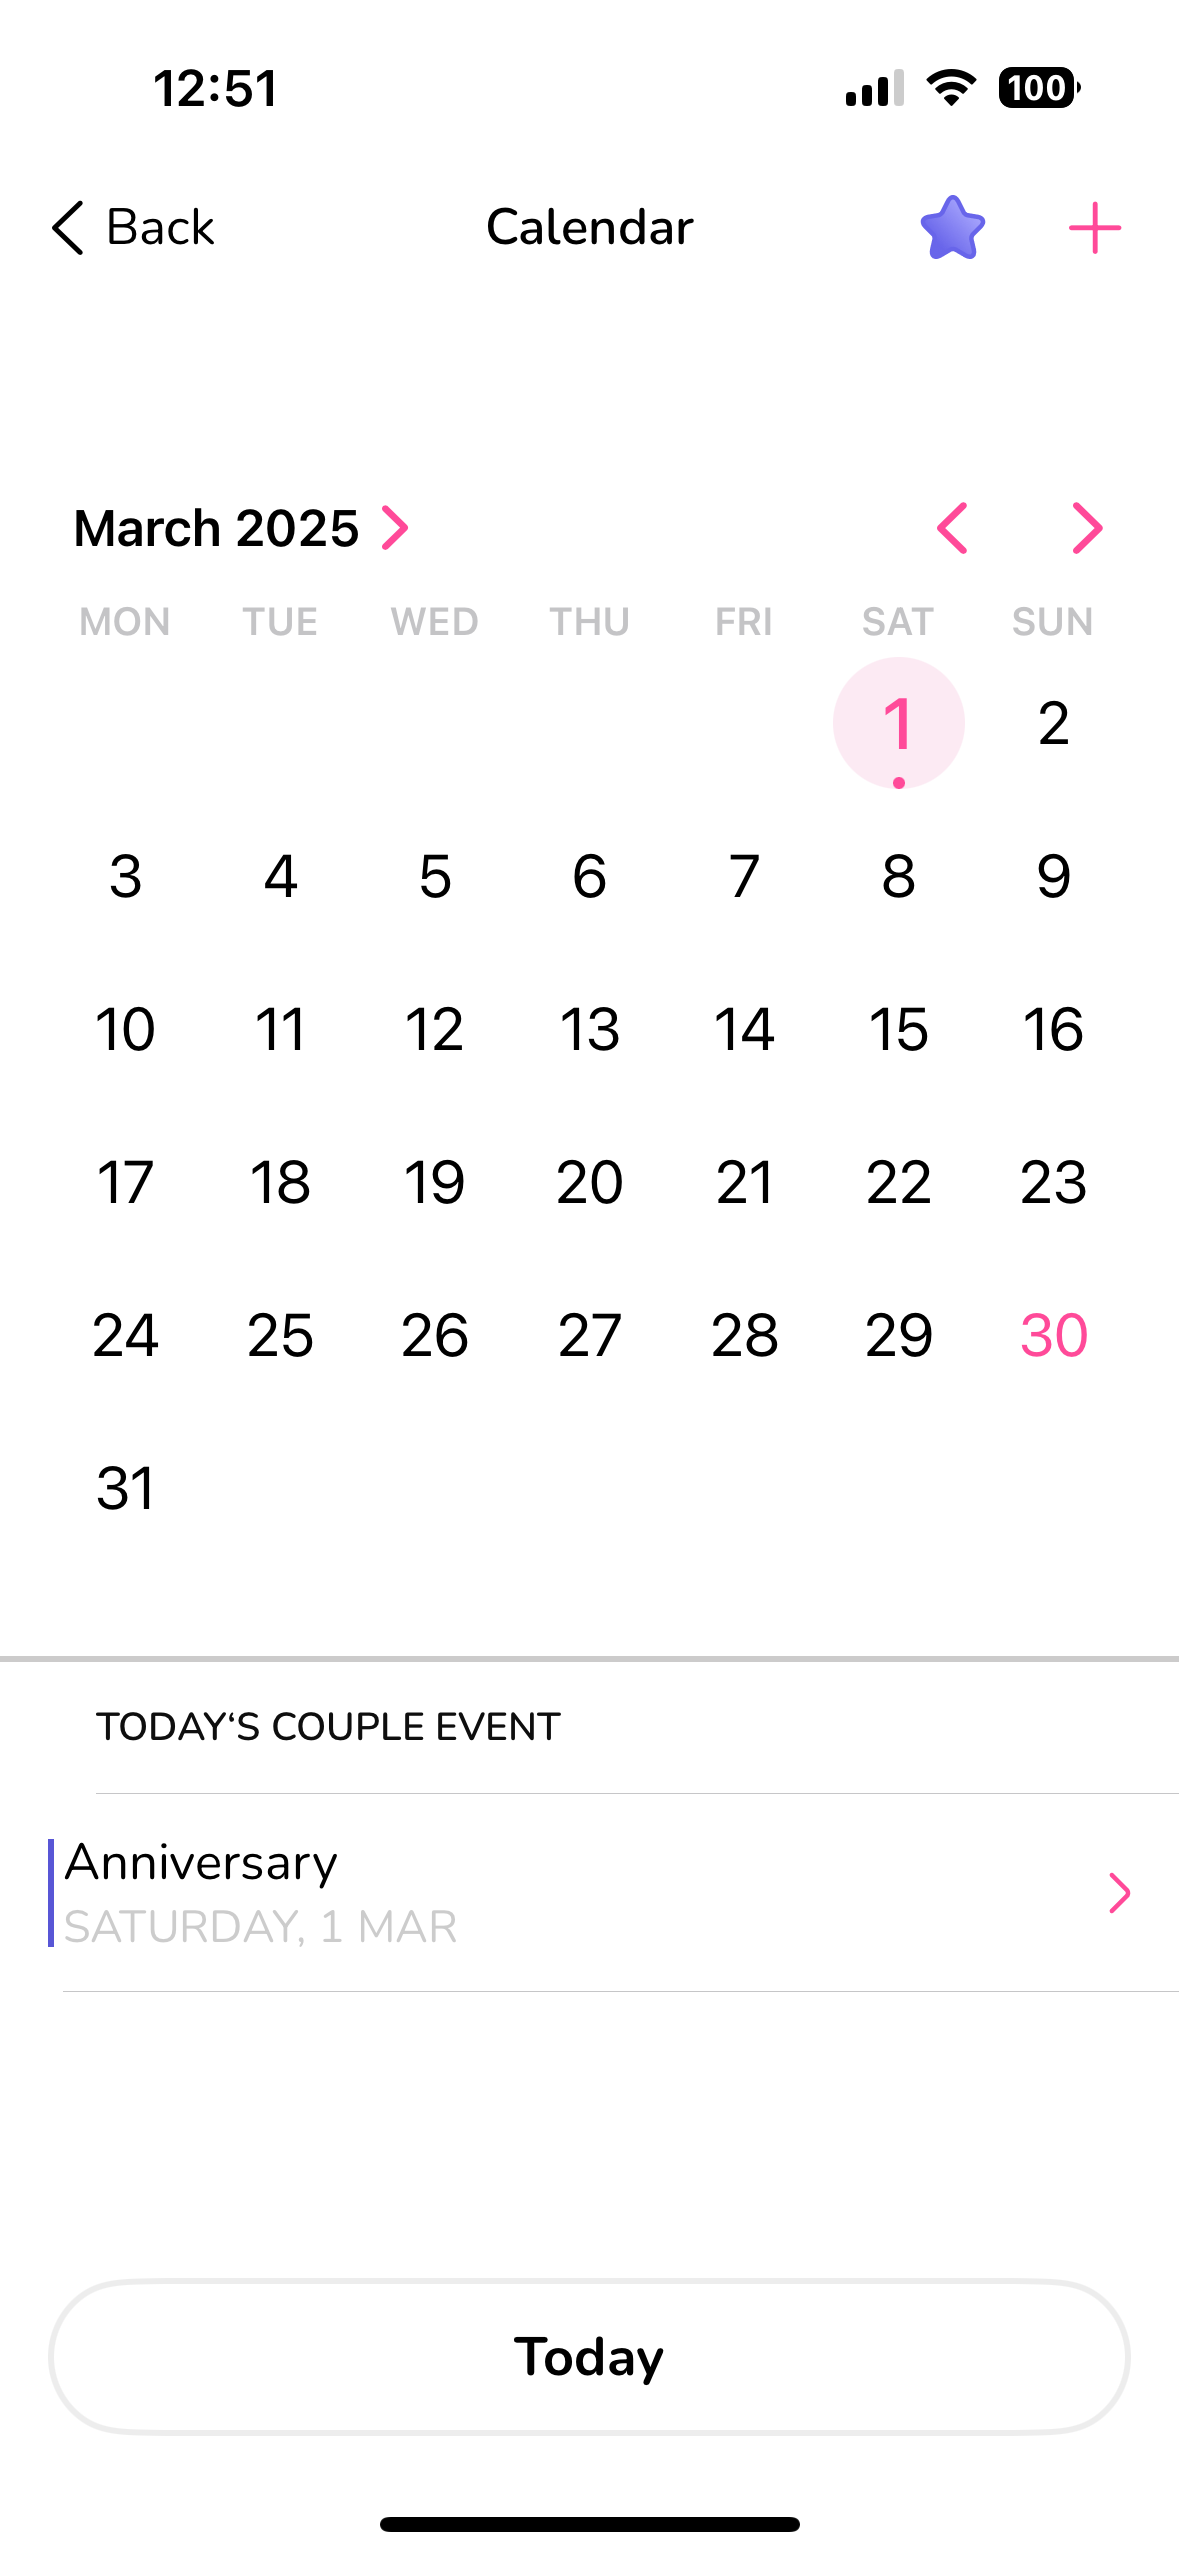 12:51
100
Back
Calendar
March 2025
MON TUE WED THU FRI SAT SUN
1 2
3 4 5 6 7 8 9
10 11 12 13 14 15 16
17 18 19 20 21 22 23
24 25 26 27 28 29 30
31
TODAY‘S COUPLE EVENT
Anniversary
SATURDAY, 1 MAR
Today